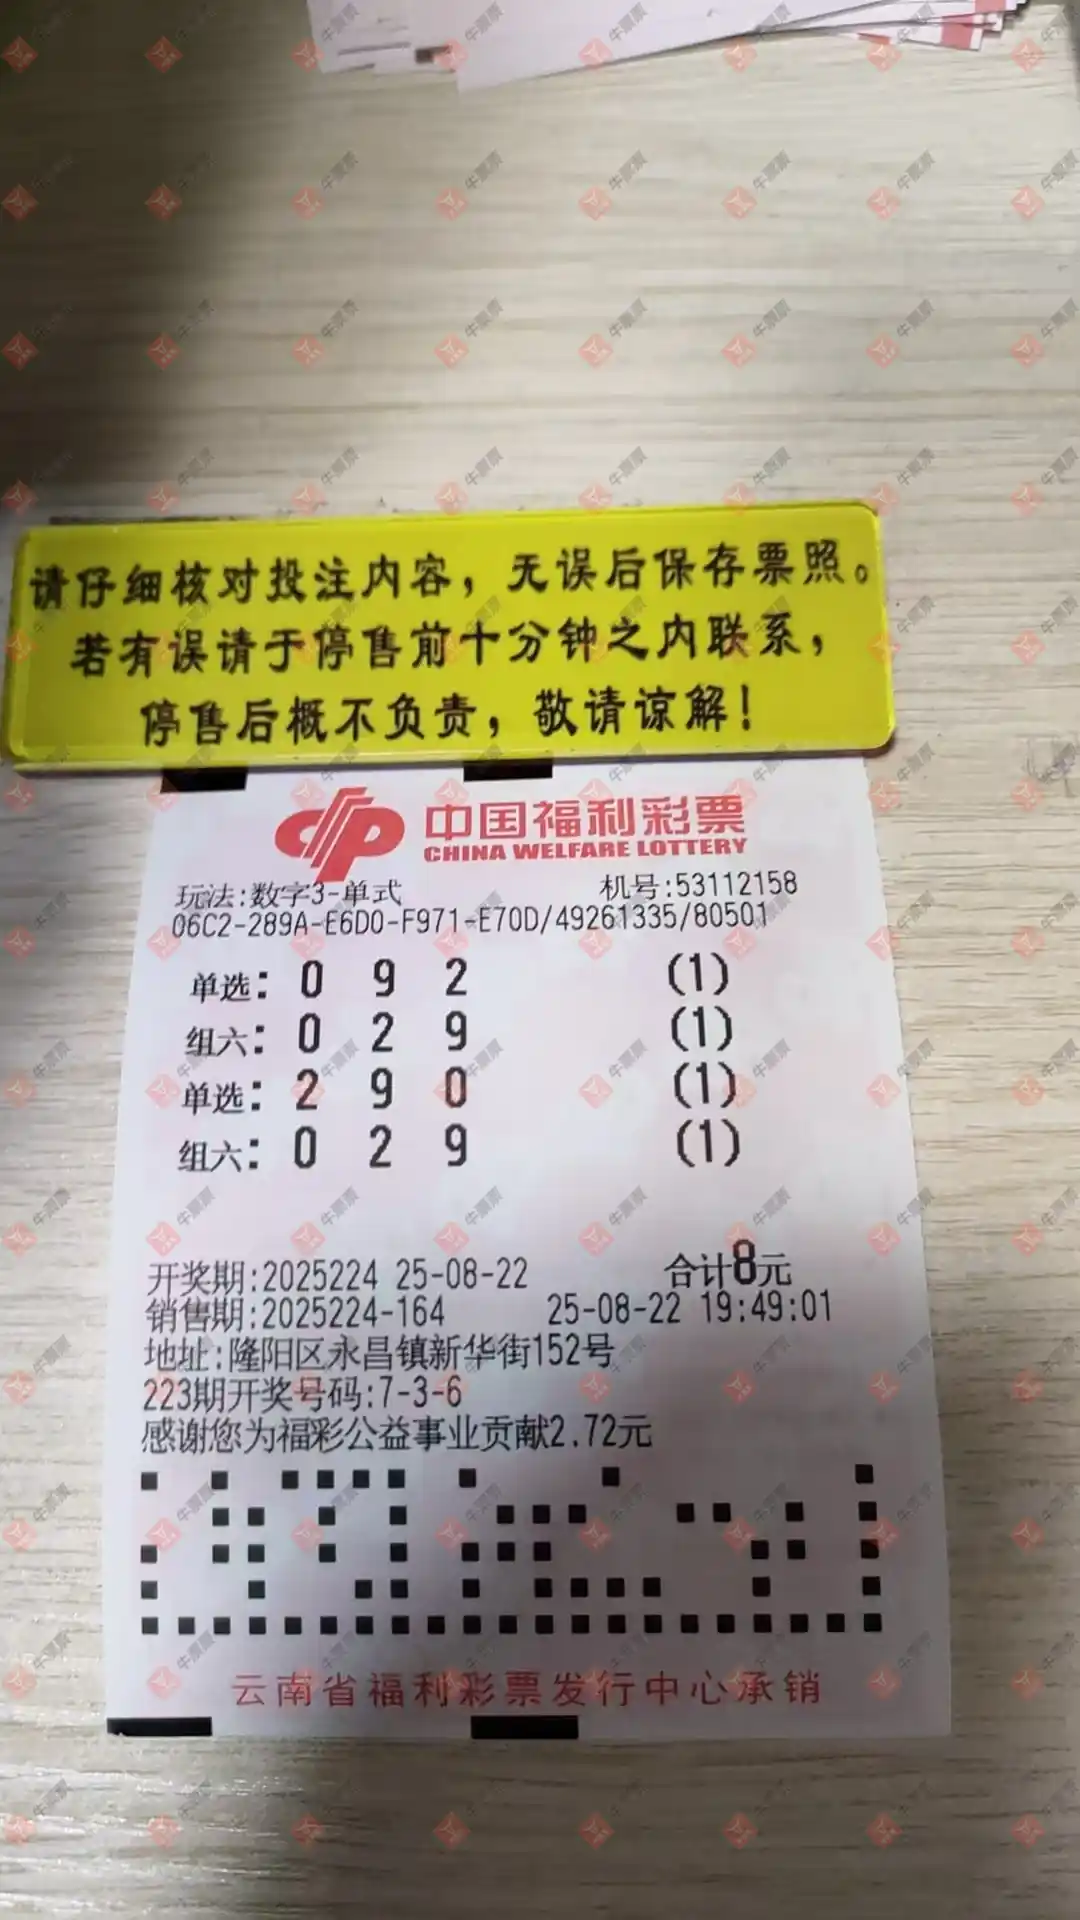 请仔细核对投注内容，无误后保存票照。
若有误请于停售前十分钟之内联系，
停售后概不负责，敬请谅解！
中国福利彩票
CHINA WELFARE LOTTERY
玩法:数字3-单式 机号:53112158
06C2-289A-E6D0-F971-E70D/49261335/80501
单选: 0 9 2 (1)
组六: 0 2 9 (1)
单选: 2 9 0 (1)
组六: 0 2 9 (1)
开奖期:2025224 25-08-22 合计8元
销售期:2025224-164 25-08-22 19:49:01
地址:隆阳区永昌镇新华街152号
223期开奖号码:7-3-6
感谢您为福彩公益事业贡献2.72元
云南省福利彩票发行中心承销